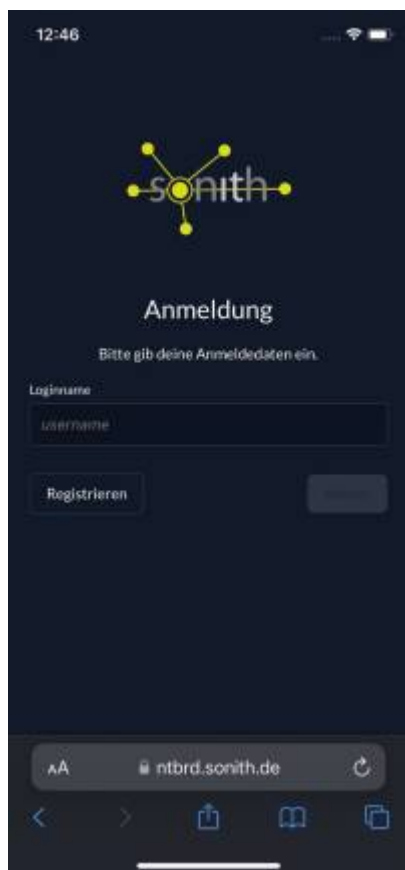 12:46
sonith
Anmeldung
Bitte gib deine Anmeldedaten ein.
Loginname
username
Registrieren
AA
ntbrd.sonith.de